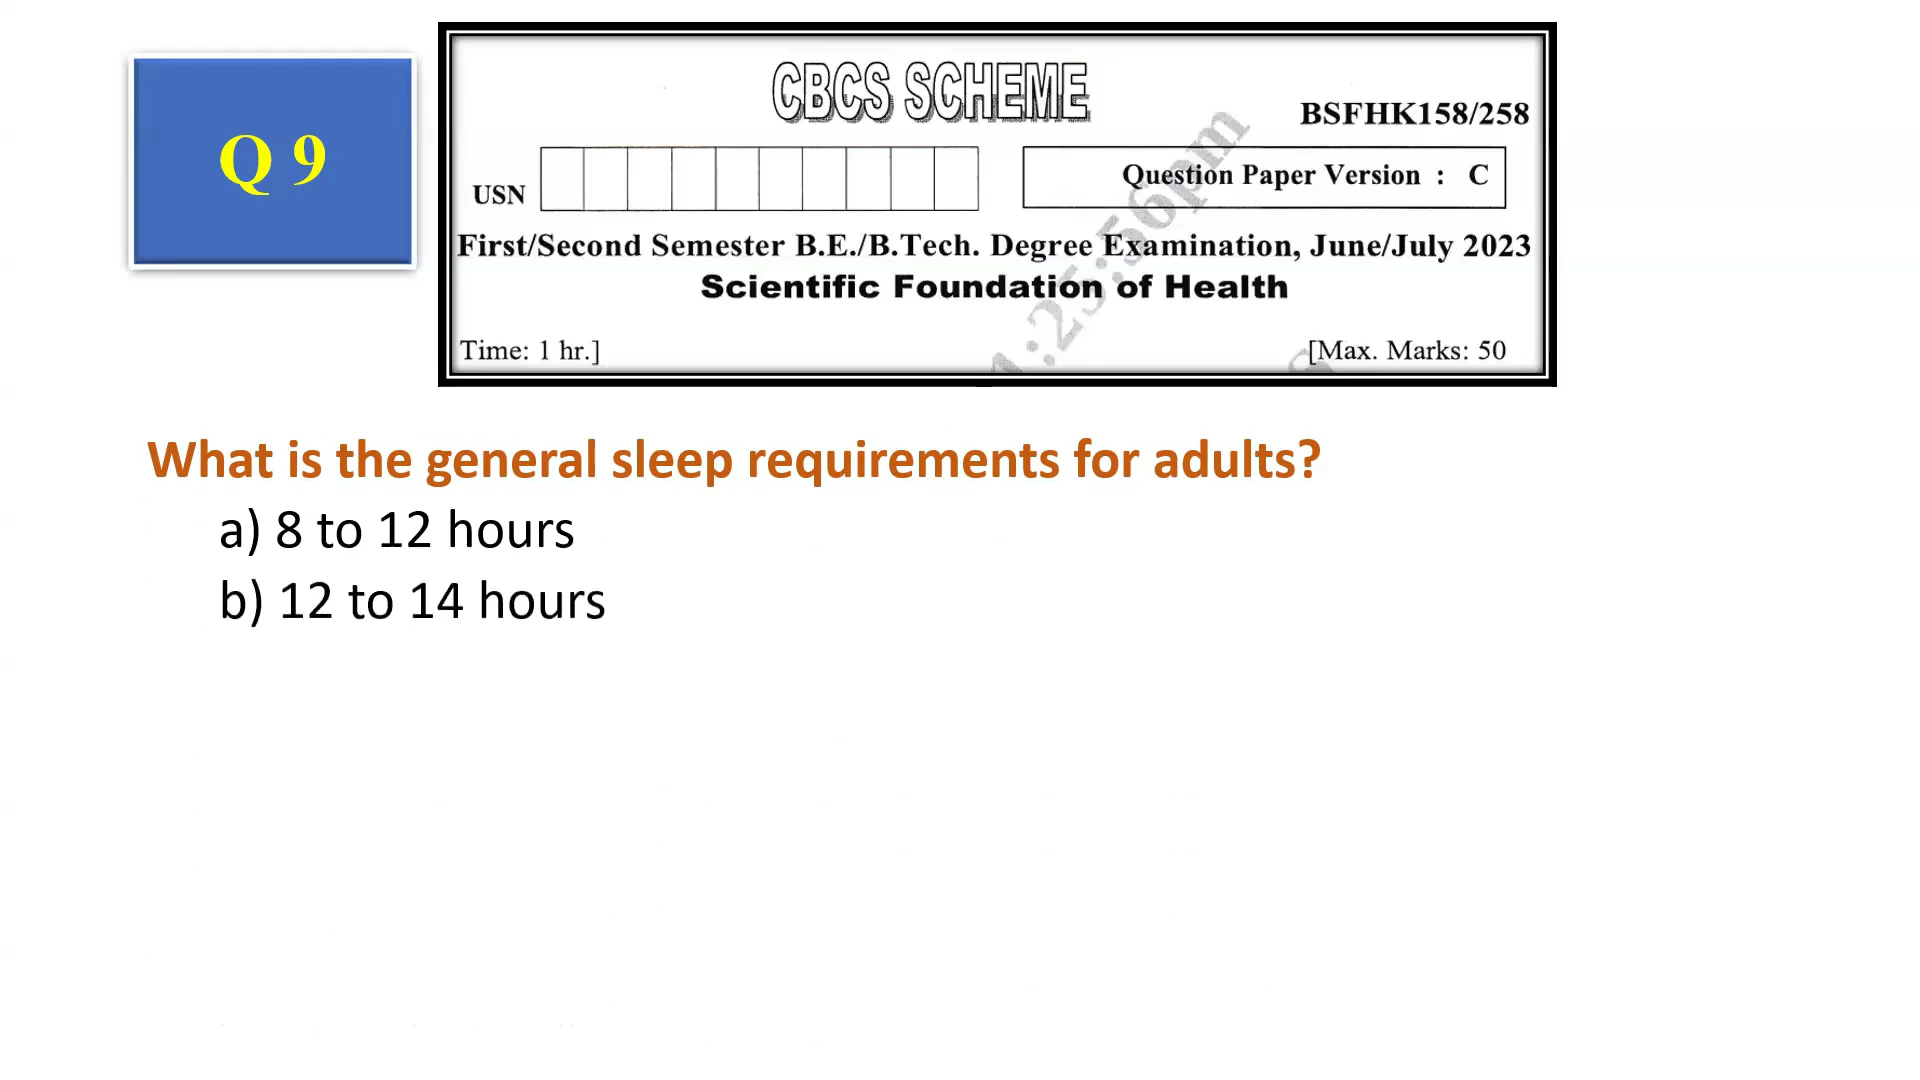 Q 9
CBCS SCHEME
BSFHK158/258
USN
Question Paper Version : C
First/Second Semester B.E./B.Tech. Degree Examination, June/July 2023
Scientific Foundation of Health
Time: 1 hr.]
[Max. Marks: 50
What is the general sleep requirements for adults?
a) 8 to 12 hours
b) 12 to 14 hours